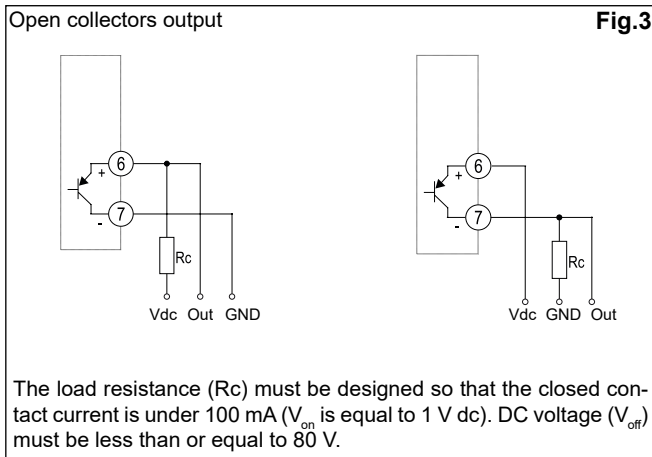 Open collectors output Fig.3
6
+
7
-
Rc
Vdc Out GND
6
+
7
-
Rc
Vdc GND Out
The load resistance (Rc) must be designed so that the closed con-
tact current is under 100 mA (Von is equal to 1 V dc). DC voltage (Voff)
must be less than or equal to 80 V.